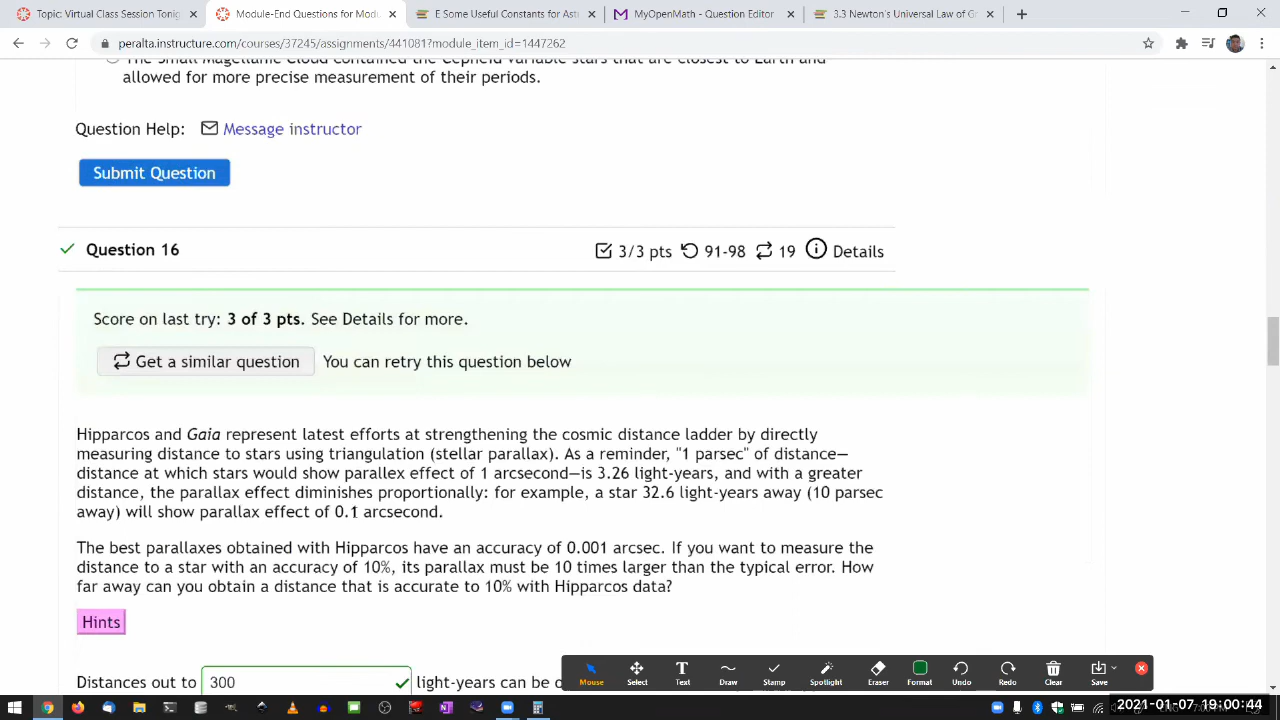 Topic: Virtual Class Session Tonig
Module-End Questions for Modu
E Some Useful Constants for Ast
MyOpenMath - Question Editor
3.3 Newton's Universal Law of Gr
peralta.instructure.com/courses/37245/assignments/441081?module_item_id=1447262
The Small Magellanic Cloud contained the Cepheid variable stars that are closest to Earth and
allowed for more precise measurement of their periods.
Question Help: Message instructor
Submit Question
Question 16
3/3 pts 91-98 19 Details
Score on last try: 3 of 3 pts. See Details for more.
Get a similar question You can retry this question below
Hipparcos and Gaia represent latest efforts at strengthening the cosmic distance ladder by directly
measuring distance to stars using triangulation (stellar parallax). As a reminder, "1 parsec" of distance—
distance at which stars would show parallex effect of 1 arcsecond—is 3.26 light-years, and with a greater
distance, the parallax effect diminishes proportionally: for example, a star 32.6 light-years away (10 parsec
away) will show parallax effect of 0.1 arcsecond.
The best parallaxes obtained with Hipparcos have an accuracy of 0.001 arcsec. If you want to measure the
distance to a star with an accuracy of 10%, its parallax must be 10 times larger than the typical error. How
far away can you obtain a distance that is accurate to 10% with Hipparcos data?
Hints
Distances out to 300 light-years can be
Mouse Select Text Draw Stamp Spotlight Eraser Format Undo Redo Clear Save
2021-01-07 19:00:44